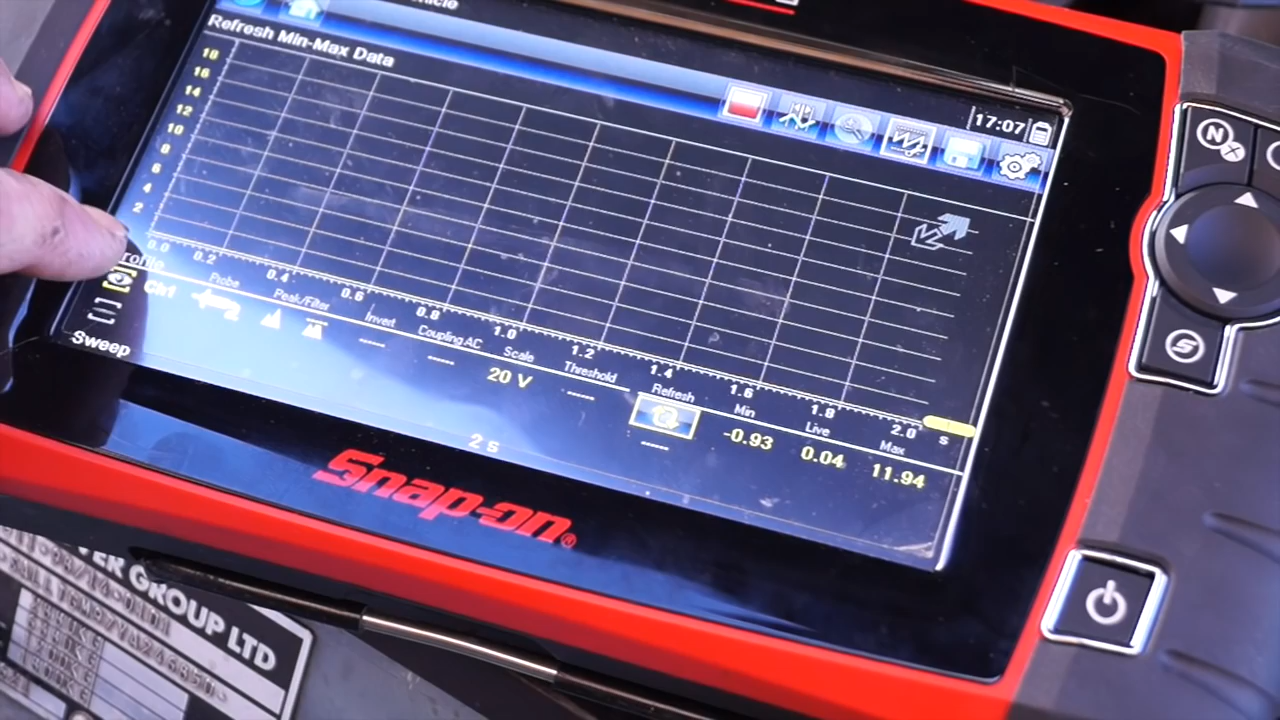 Refresh Min-Max Data
17:07
18
16
14
12
10
8
6
4
2
0.0 0.2 0.4 0.6 0.8 1.0 1.2 1.4 1.6 1.8 2.0 s
Probe Peak/Filter Invert Coupling AC Scale Threshold Refresh Min Live Max
Ch1 20 V -0.93 0.04 11.94
Sweep 2 s
Snap-on
N
S
GROUP LTD